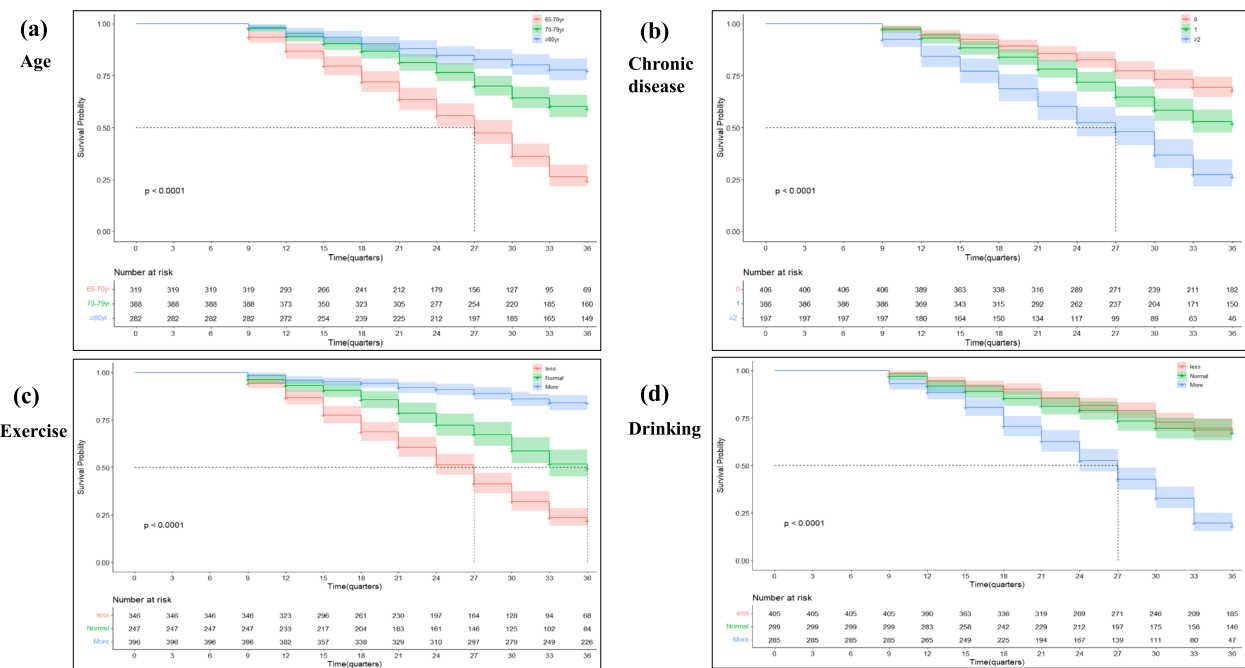 (a)
Age
65-70yr
70-79yr
≥80yr
Survival Probility
1.00
0.75
0.50
0.25
0.00
p < 0.0001
0 3 6 9 12 15 18 21 24 27 30 33 36
Time(quarters)
Number at risk
65-70yr 319 319 319 319 293 266 241 212 179 156 127 95 69
70-79yr 388 388 388 388 373 350 323 305 277 254 220 185 160
≥80yr 282 282 282 282 272 254 239 225 212 197 185 165 149
0 3 6 9 12 15 18 21 24 27 30 33 36
Time(quarters)
(b)
Chronic
disease
0
1
≥2
Survival Probility
1.00
0.75
0.50
0.25
0.00
p < 0.0001
0 3 6 9 12 15 18 21 24 27 30 33 36
Time(quarters)
Number at risk
0 406 406 406 406 389 363 338 316 289 271 239 211 182
1 386 386 386 386 369 343 315 292 262 237 204 171 150
≥2 197 197 197 197 180 164 150 134 117 99 89 63 46
0 3 6 9 12 15 18 21 24 27 30 33 36
Time(quarters)
(c)
Exercise
less
Normal
More
Survival Probility
1.00
0.75
0.50
0.25
0.00
p < 0.0001
0 3 6 9 12 15 18 21 24 27 30 33 36
Time(quarters)
Number at risk
less 346 346 346 346 323 296 261 230 197 164 128 94 68
Normal 247 247 247 247 233 217 204 183 161 146 125 102 84
More 396 396 396 396 382 357 338 329 310 297 279 249 226
0 3 6 9 12 15 18 21 24 27 30 33 36
Time(quarters)
(d)
Drinking
less
Normal
More
Survival Probility
1.00
0.75
0.50
0.25
0.00
p < 0.0001
0 3 6 9 12 15 18 21 24 27 30 33 36
Time(quarters)
Number at risk
less 405 405 405 405 390 363 336 319 289 271 246 209 185
Normal 299 299 299 299 283 258 242 229 212 197 175 156 146
More 285 285 285 285 265 249 225 194 167 139 111 80 47
0 3 6 9 12 15 18 21 24 27 30 33 36
Time(quarters)